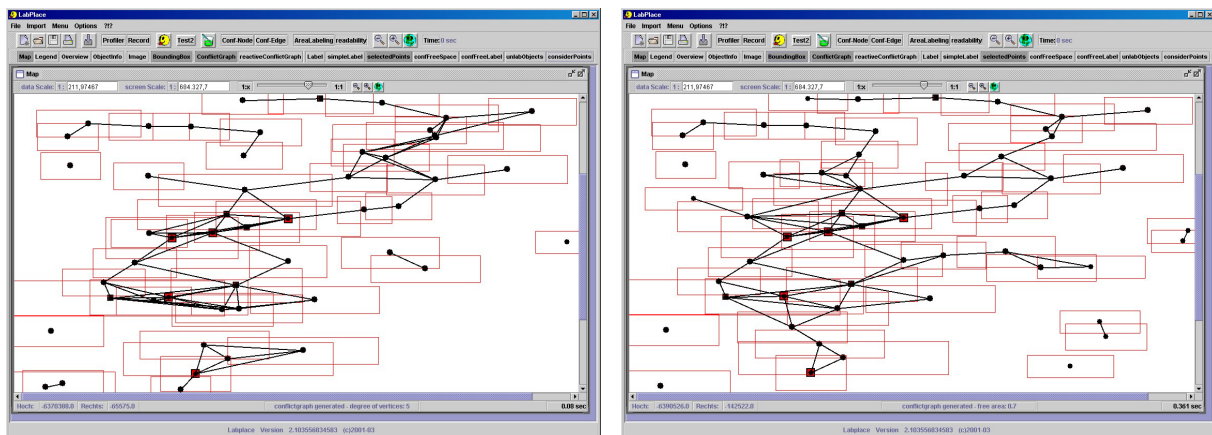 LabPlace
File Import Menu Options ?!?
Profiler Record Test2 Conf-Node Conf-Edge AreaLabeling readability Time: 0 sec
Map Legend Overview ObjectInfo Image BoundingBox ConflictGraph reactiveConflictGraph Label simpleLabel selectedPoints confFreeSpace confFreeLabel unlabObjects considerPoints
Map
data Scale: 1 : 211,97467 screen Scale: 1 : 684.327,7 1:x 1:1
Hoch: -6370388.0 Rechts: -65575.0 conflictgraph generated - degree of vertices: 5 0.08 sec
Labplace Version 2.103556834583 (c)2001-03
LabPlace
File Import Menu Options ?!?
Profiler Record Test2 Conf-Node Conf-Edge AreaLabeling readability Time: 0 sec
Map Legend Overview ObjectInfo Image BoundingBox ConflictGraph reactiveConflictGraph Label simpleLabel selectedPoints confFreeSpace confFreeLabel unlabObjects considerPoints
Map
data Scale: 1 : 211,97467 screen Scale: 1 : 684.327,7 1:x 1:1
Hoch: -6390526.0 Rechts: -142522.0 conflictgraph generated - free area: 0.7 0.361 sec
Labplace Version 2.103556834583 (c)2001-03